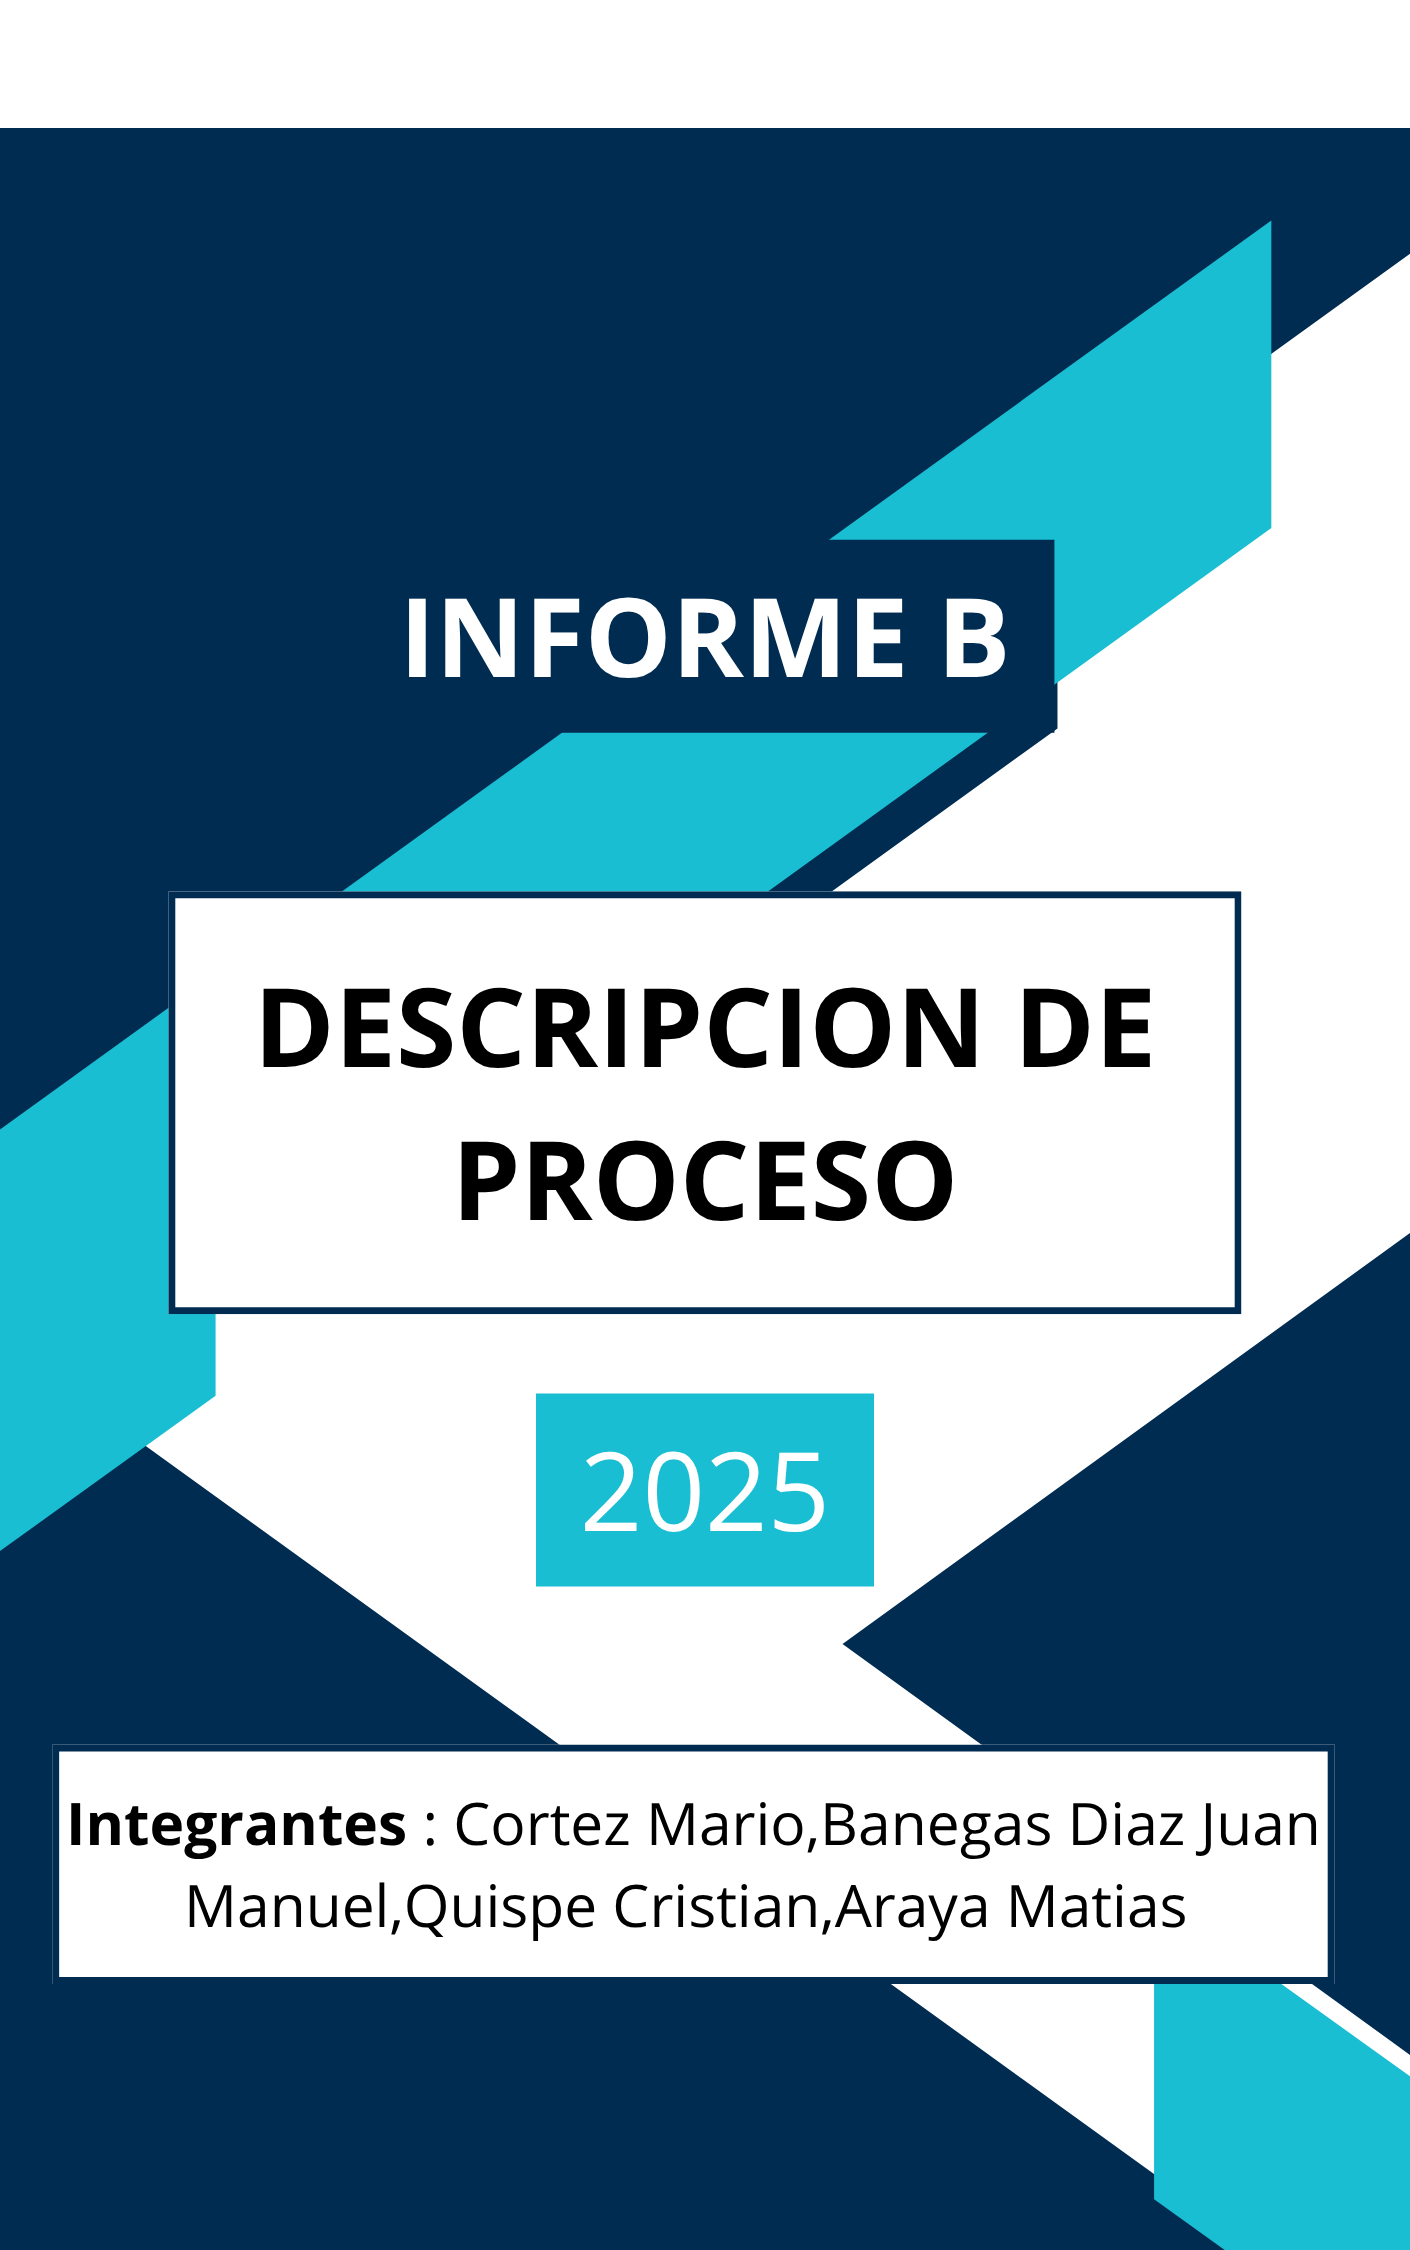 INFORME B
DESCRIPCION DE
PROCESO
2025
Integrantes : Cortez Mario,Banegas Diaz Juan
Manuel,Quispe Cristian,Araya Matias